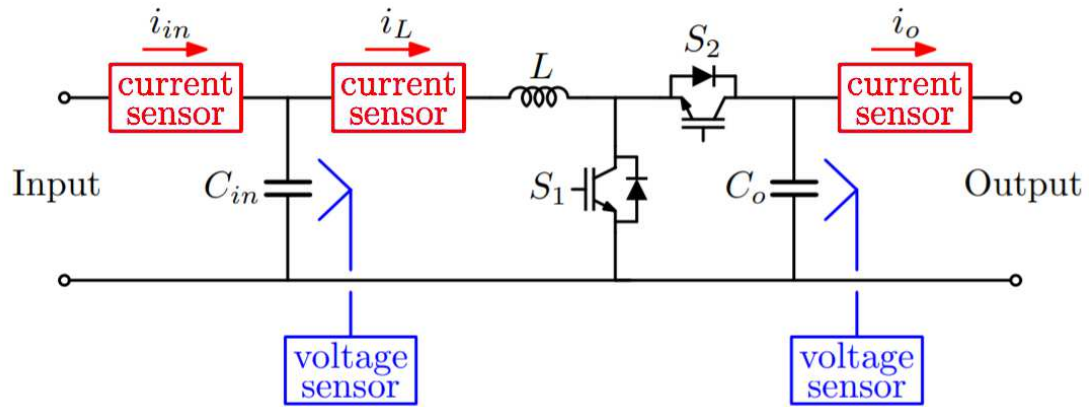 i_in
i_L
S_2
i_o
current
sensor
current
sensor
L
current
sensor
Input
C_in
S_1
C_o
Output
voltage
sensor
voltage
sensor